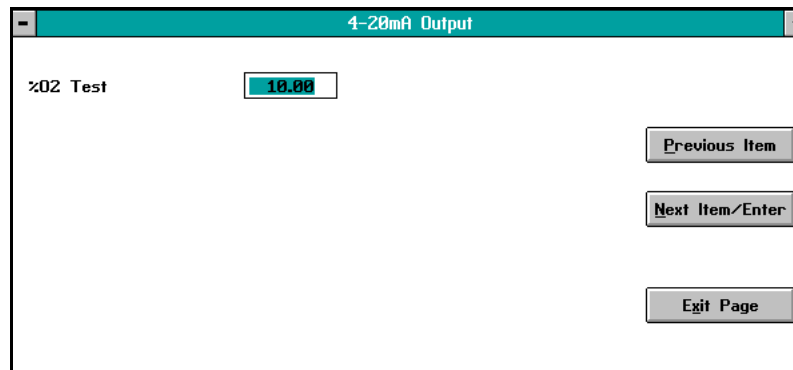 4-20mA Output
%O2 Test
10.00
Previous Item
Next Item/Enter
Exit Page